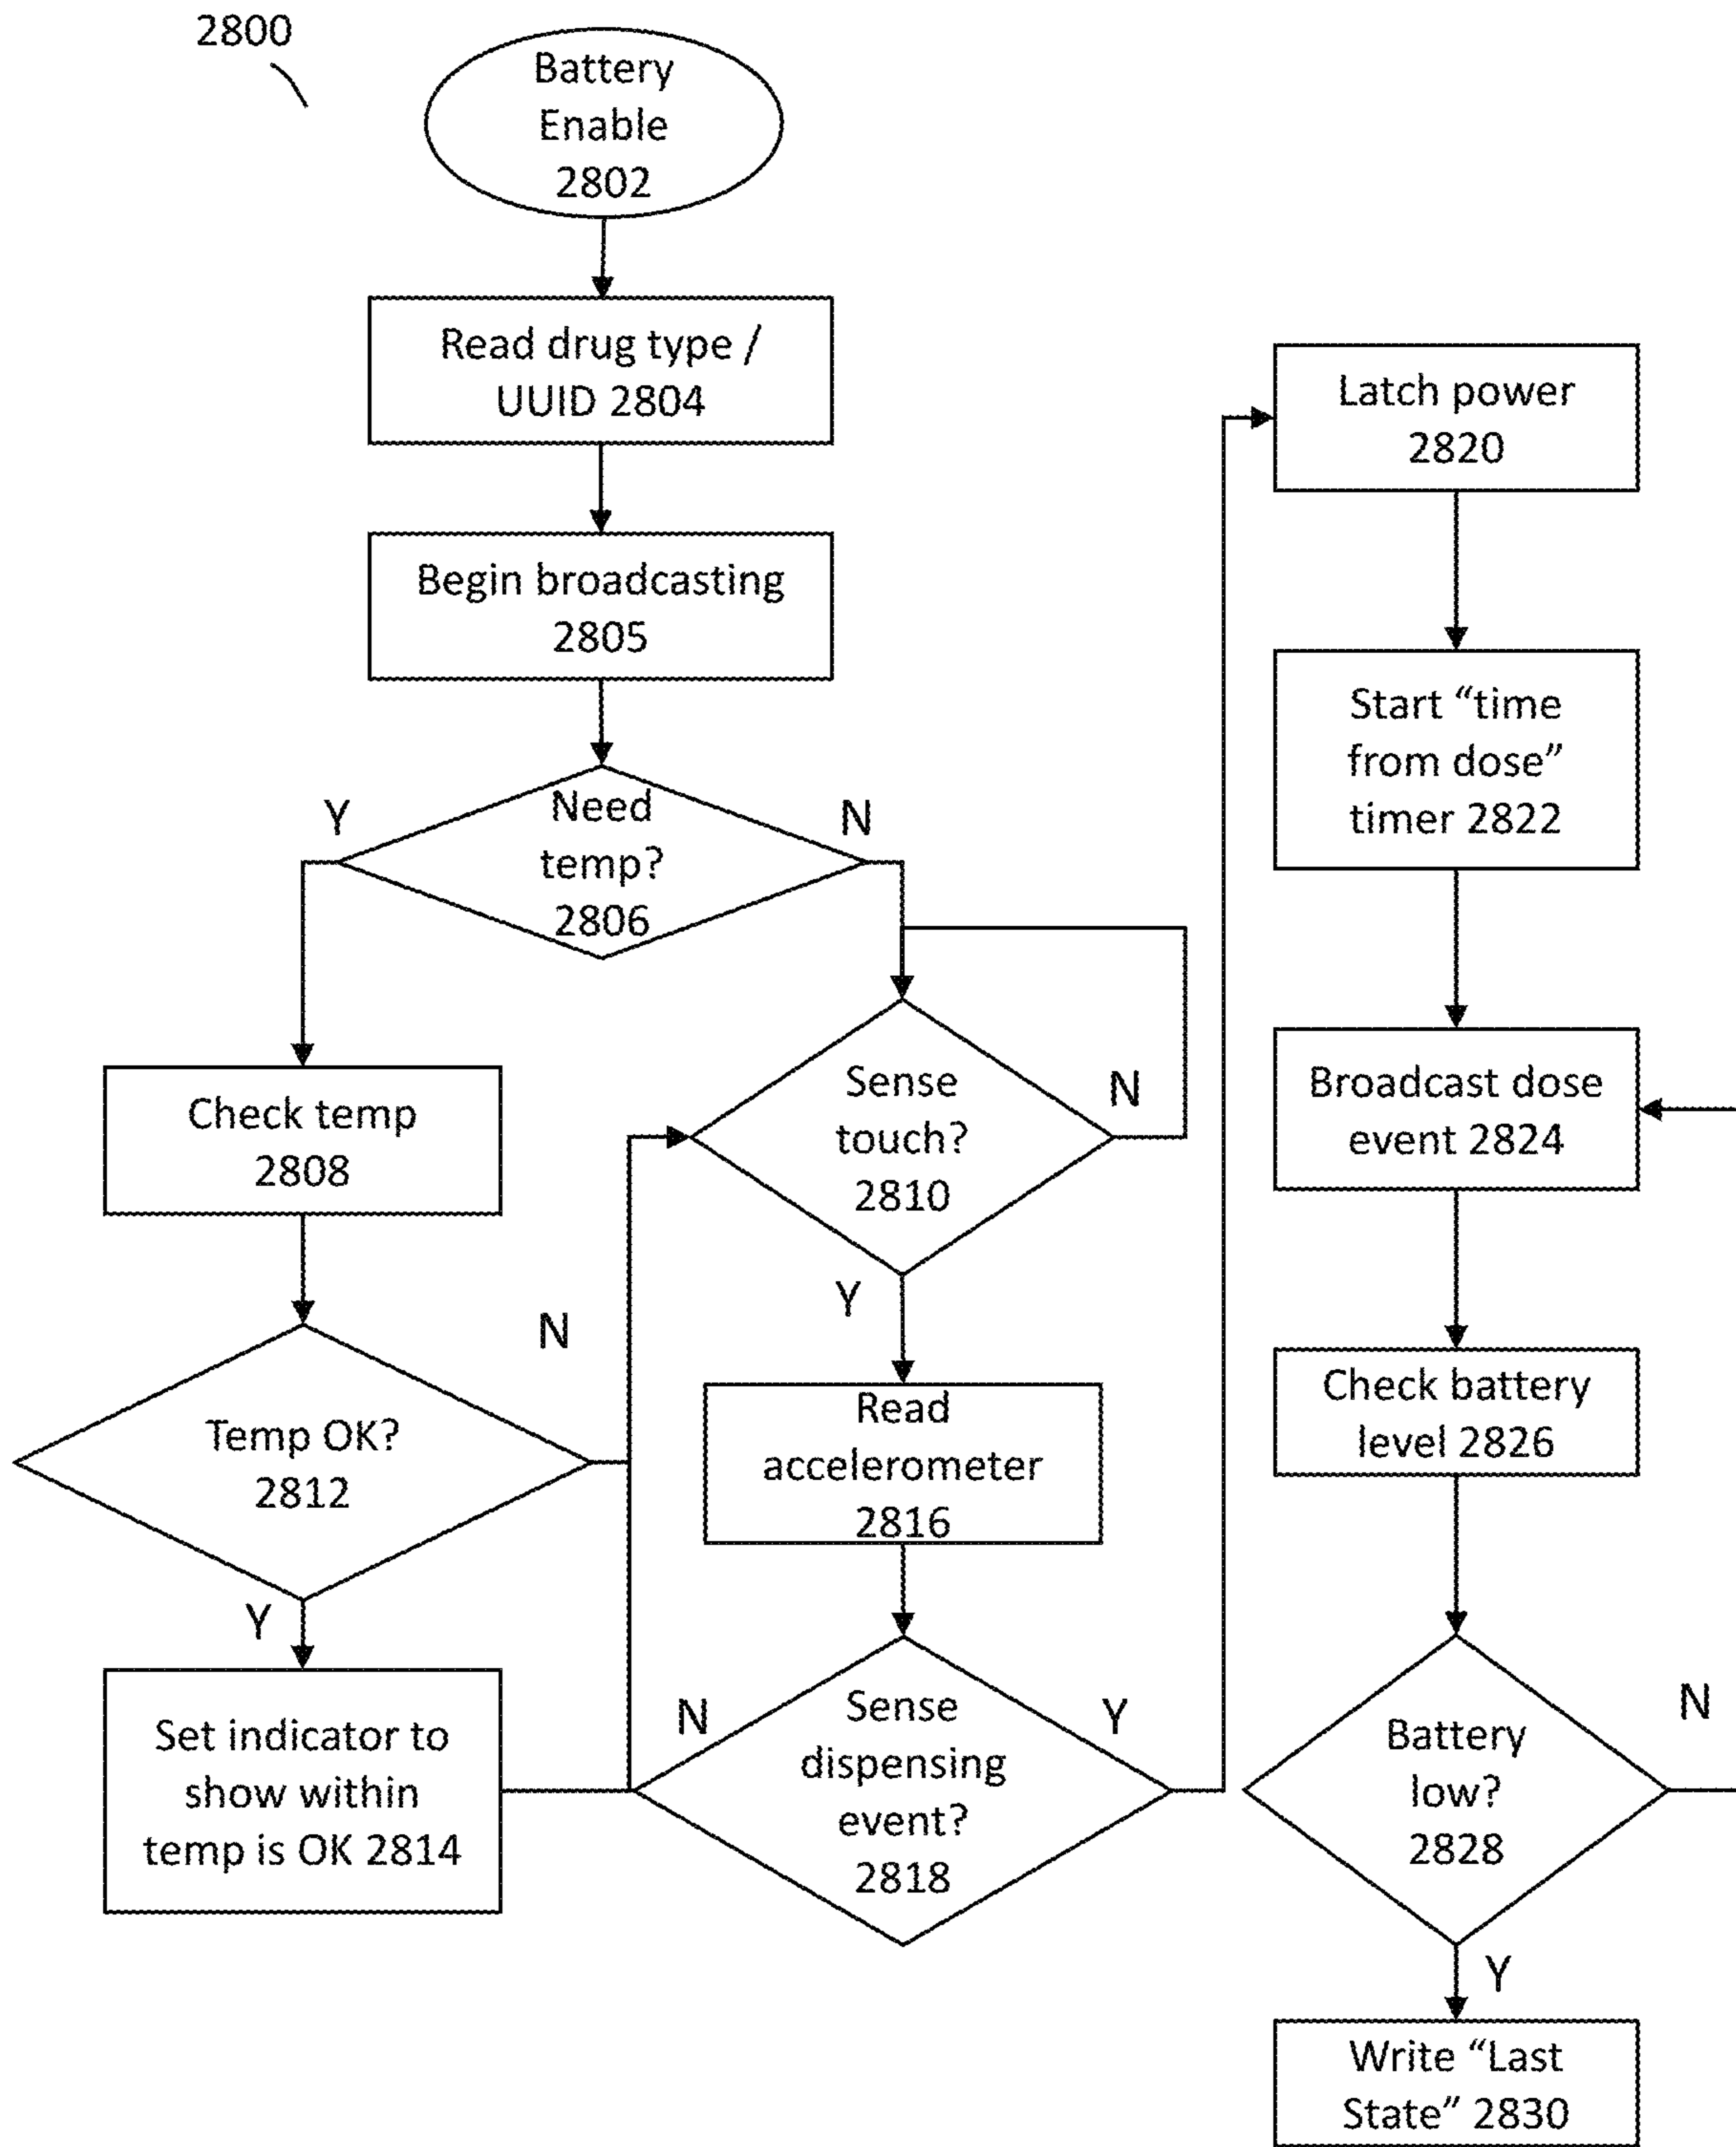 2800
Battery
Enable
2802
Read drug type /
UUID 2804
Begin broadcasting
2805
Y
Need
temp?
2806
N
Check temp
2808
Sense
touch?
2810
N
Y
Temp OK?
2812
N
Y
Read
accelerometer
2816
Set indicator to
show within
temp is OK 2814
N
Sense
dispensing
event?
2818
Y
Latch power
2820
Start “time
from dose”
timer 2822
Broadcast dose
event 2824
Check battery
level 2826
Battery
low?
2828
N
Y
Write “Last
State” 2830